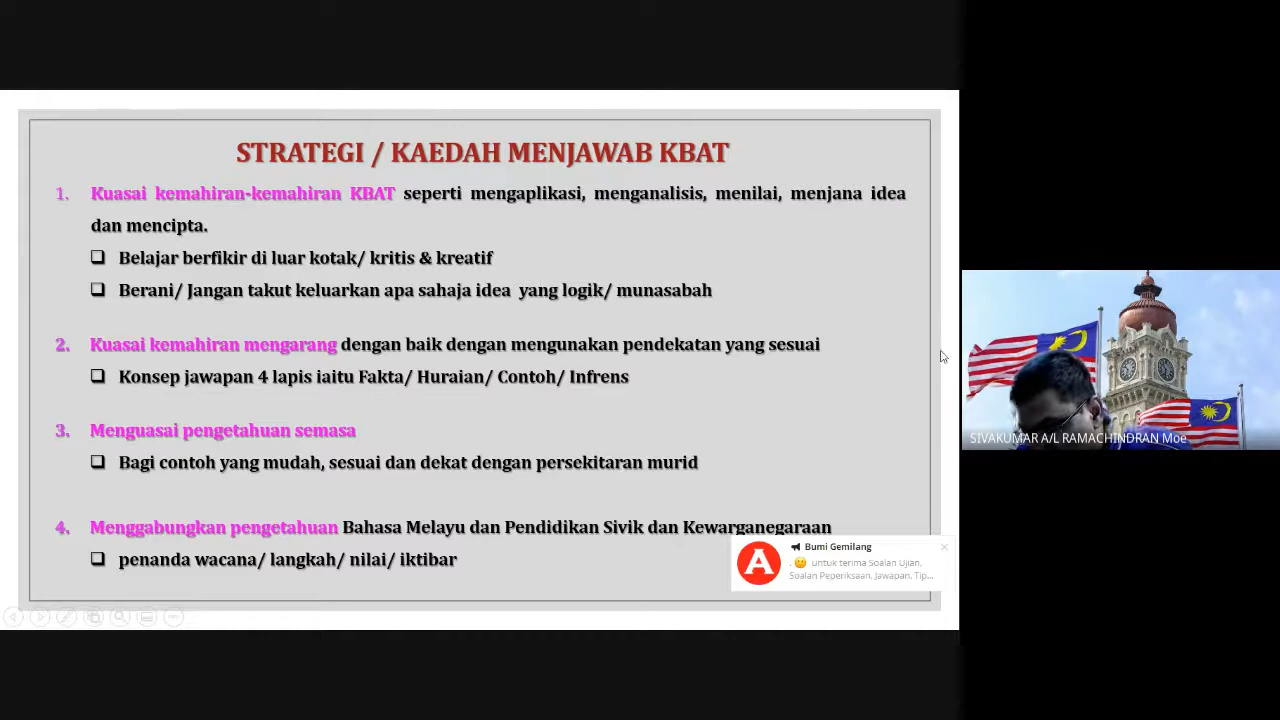 STRATEGI / KAEDAH MENJAWAB KBAT
1. Kuasai kemahiran-kemahiran KBAT seperti mengaplikasi, menganalisis, menilai, menjana idea
dan mencipta.
❑ Belajar berfikir di luar kotak/ kritis & kreatif
❑ Berani/ Jangan takut keluarkan apa sahaja idea yang logik/ munasabah
2. Kuasai kemahiran mengarang dengan baik dengan mengunakan pendekatan yang sesuai
❑ Konsep jawapan 4 lapis iaitu Fakta/ Huraian/ Contoh/ Infrens
3. Menguasai pengetahuan semasa
❑ Bagi contoh yang mudah, sesuai dan dekat dengan persekitaran murid
4. Menggabungkan pengetahuan Bahasa Melayu dan Pendidikan Sivik dan Kewarganegaraan
❑ penanda wacana/ langkah/ nilai/ iktibar
A
Bumi Gemilang
. 🙂 untuk terima Soalan Ujian,
Soalan Peperiksaan, Jawapan, Tip...
SIVAKUMAR A/L RAMACHINDRAN Moe